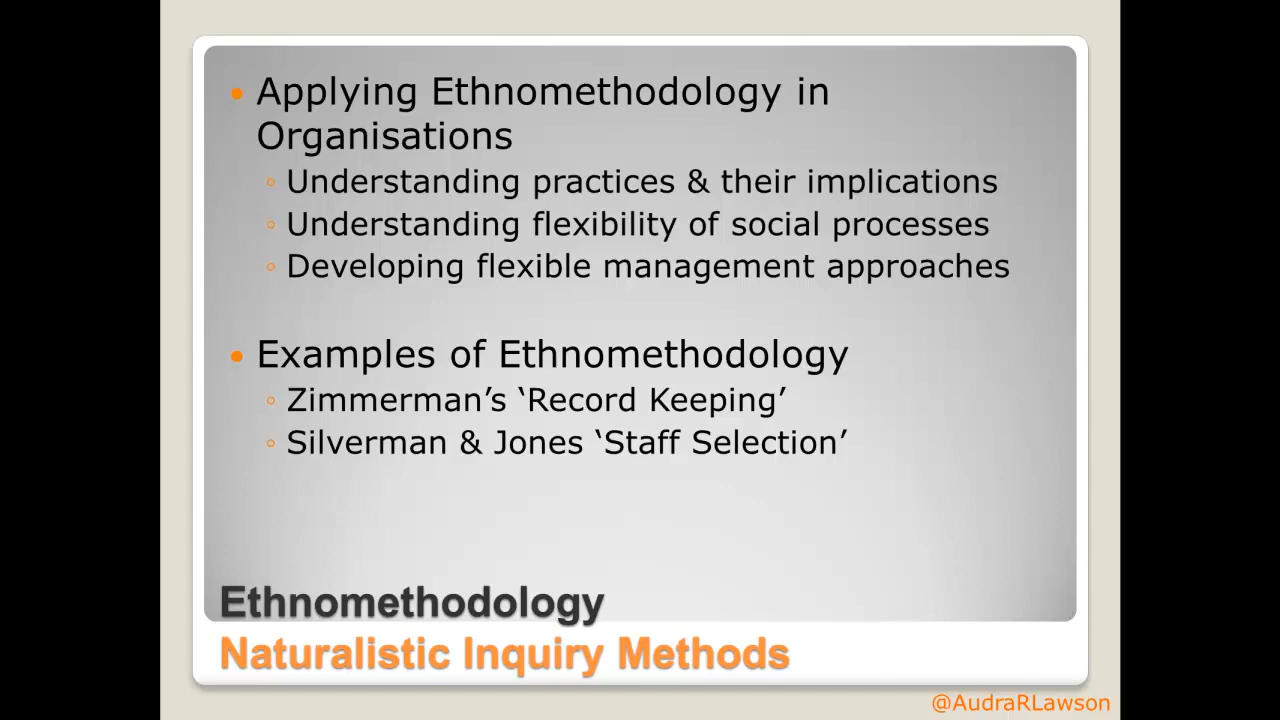 Applying Ethnomethodology in
Organisations
Understanding practices & their implications
Understanding flexibility of social processes
Developing flexible management approaches
Examples of Ethnomethodology
Zimmerman’s ‘Record Keeping’
Silverman & Jones ‘Staff Selection’
Ethnomethodology
Naturalistic Inquiry Methods
@AudraRLawson